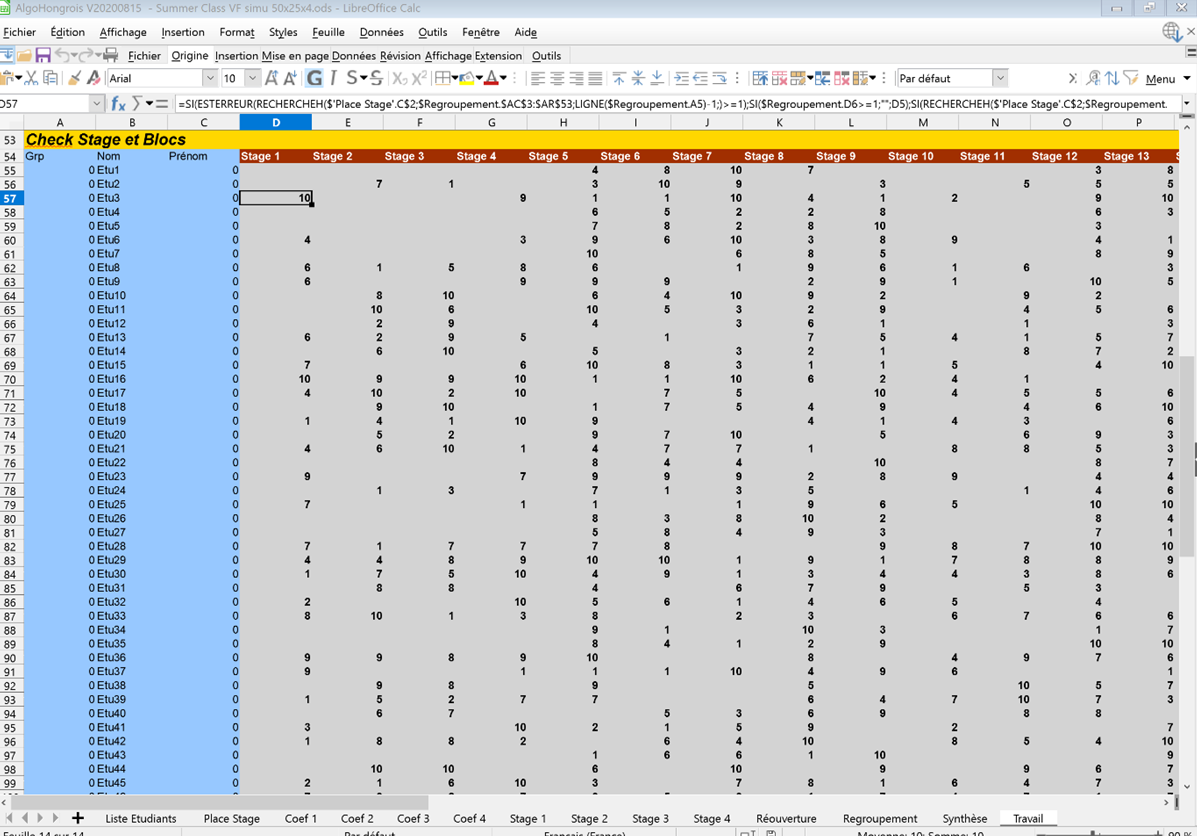 AlgoHongrois V20200815 - Summer Class VF simu 50x25x4.ods - LibreOffice Calc
Fichier Édition Affichage Insertion Format Styles Feuille Données Outils Fenêtre Aide
Fichier Origine Insertion Mise en page Données Révision Affichage Extension Outils
Arial 10 G I S S Par défaut Menu
D57 =SI(ESTERREUR(RECHERCHEH($'Place Stage'.C$2;$Regroupement.$AC$3:$AR$53;LIGNE($Regroupement.A5)-1;)>=1);SI($Regroupement.D6>=1;"";D5);SI(RECHERCHEH($'Place Stage'.C$2;$Regroupement.
A B C D E F G H I J K L M N O P
53 Check Stage et Blocs
54 Grp Nom Prénom Stage 1 Stage 2 Stage 3 Stage 4 Stage 5 Stage 6 Stage 7 Stage 8 Stage 9 Stage 10 Stage 11 Stage 12 Stage 13
55 0 Etu1 0 4 8 10 7 3 8
56 0 Etu2 0 7 1 3 10 9 3 5 5 5
57 0 Etu3 0 10 9 1 1 10 4 1 2 9 10
58 0 Etu4 0 6 5 2 2 8 6 3
59 0 Etu5 0 7 8 2 8 10 3
60 0 Etu6 0 4 3 9 6 10 3 8 9 4 1
61 0 Etu7 0 10 6 8 5 8 9
62 0 Etu8 0 6 1 5 8 6 1 9 6 1 6 3
63 0 Etu9 0 6 9 9 9 2 9 1 10 5
64 0 Etu10 0 8 10 6 4 10 9 2 9 2
65 0 Etu11 0 10 6 10 5 3 2 9 4 5 6
66 0 Etu12 0 2 9 4 3 6 1 1 3
67 0 Etu13 0 6 2 9 5 1 7 5 4 1 5 7
68 0 Etu14 0 6 10 5 3 2 1 8 7 2
69 0 Etu15 0 7 6 10 8 3 1 1 5 4 10
70 0 Etu16 0 10 9 9 10 1 1 10 6 2 4 1
71 0 Etu17 0 4 10 2 10 7 5 10 4 5 5 6
72 0 Etu18 0 9 10 1 7 5 4 9 4 6 10
73 0 Etu19 0 1 4 1 10 9 4 1 4 3 6
74 0 Etu20 0 5 2 9 7 10 5 6 9 3
75 0 Etu21 0 4 6 10 1 4 7 7 1 8 8 5 3
76 0 Etu22 0 8 4 4 10 8 7
77 0 Etu23 0 9 7 9 9 9 2 8 9 4 4
78 0 Etu24 0 1 3 7 1 3 5 1 4 6
79 0 Etu25 0 7 1 1 1 9 6 5 10 10
80 0 Etu26 0 8 3 8 10 2 8 4
81 0 Etu27 0 5 8 4 9 3 7 1
82 0 Etu28 0 7 1 7 7 7 8 9 8 7 10 10
83 0 Etu29 0 4 4 8 9 10 10 1 9 1 7 8 8 9
84 0 Etu30 0 1 7 5 10 4 9 1 3 4 4 3 8 6
85 0 Etu31 0 8 8 4 6 7 9 5 3
86 0 Etu32 0 2 10 5 6 1 4 6 5 4
87 0 Etu33 0 8 10 1 3 8 2 3 6 7 6 6
88 0 Etu34 0 9 1 10 3 1 7
89 0 Etu35 0 8 4 1 2 9 10 10
90 0 Etu36 0 9 9 8 9 10 8 4 9 7 6
91 0 Etu37 0 9 1 1 1 10 4 9 6 1
92 0 Etu38 0 9 8 9 5 10 5 7
93 0 Etu39 0 1 5 2 7 7 6 4 7 10 7 3
94 0 Etu40 0 6 7 5 3 6 9 8 8
95 0 Etu41 0 3 10 2 1 5 9 2 7
96 0 Etu42 0 1 8 8 2 6 4 10 8 5 4 10
97 0 Etu43 0 1 6 6 1 10 9
98 0 Etu44 0 10 10 6 10 9 9 6 7
99 0 Etu45 0 2 1 6 10 3 7 8 1 6 4 7 3
Liste Etudiants Place Stage Coef 1 Coef 2 Coef 3 Coef 4 Stage 1 Stage 2 Stage 3 Stage 4 Réouverture Regroupement Synthèse Travail
Feuille 14 sur 14 Par défaut Français (France) Moyenne: 10; Somme: 10 90 %